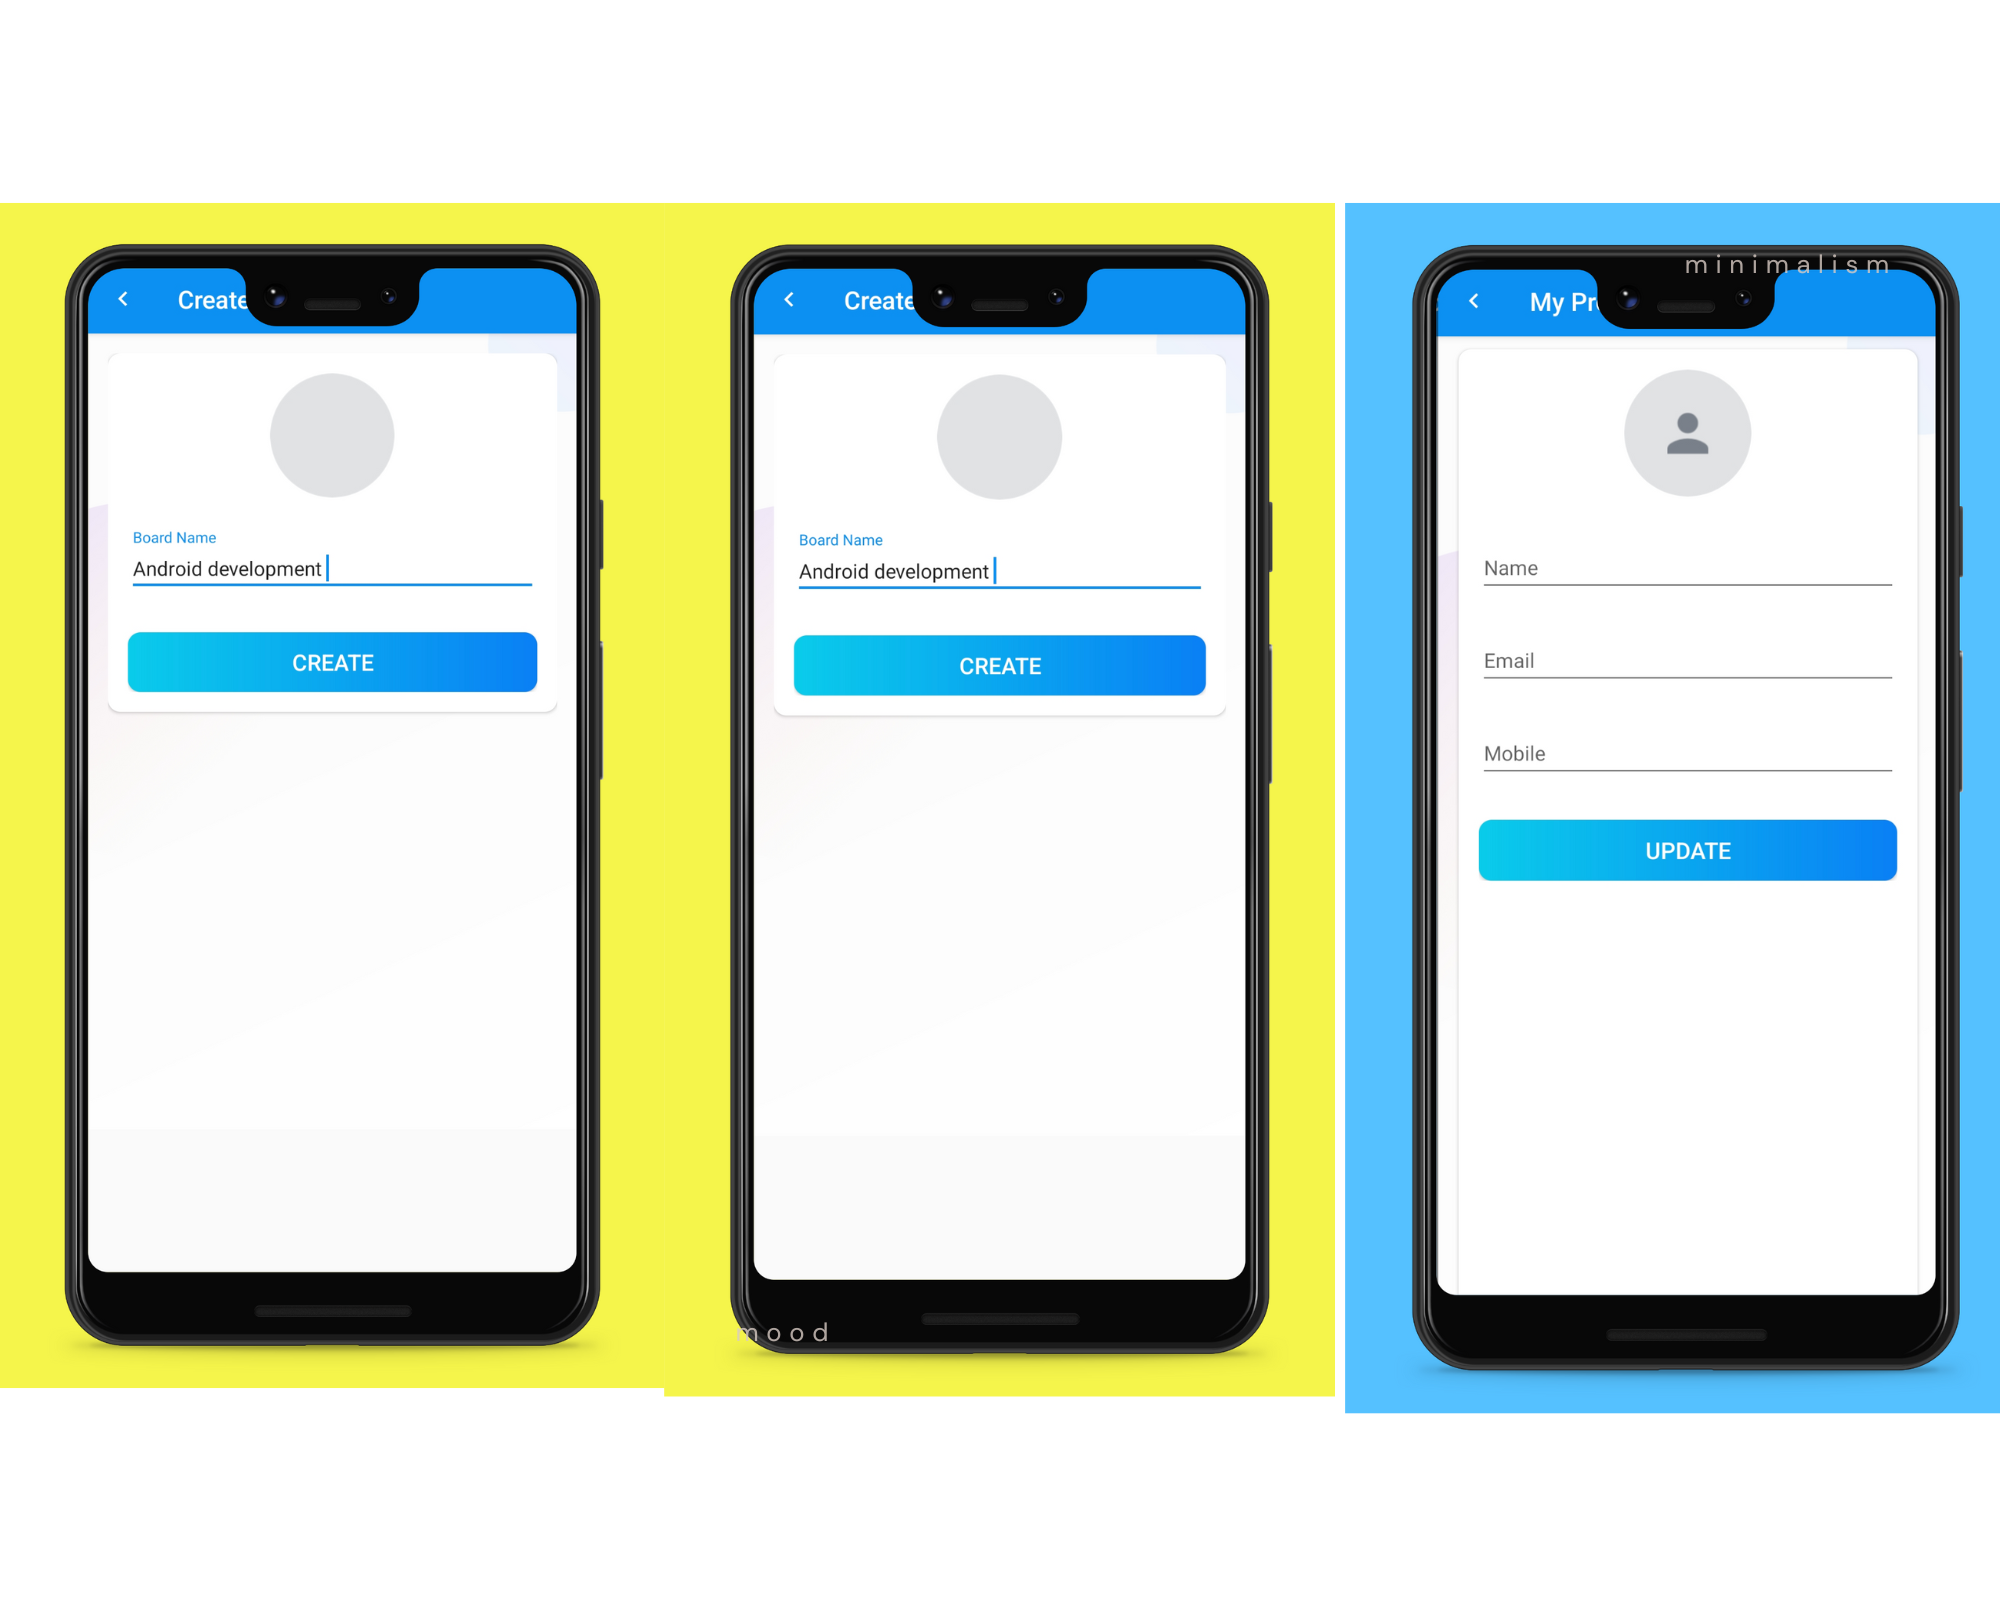 Create
Board Name
Android development
CREATE
Create
Board Name
Android development
CREATE
mood
minimalism
My Pr
Name
Email
Mobile
UPDATE